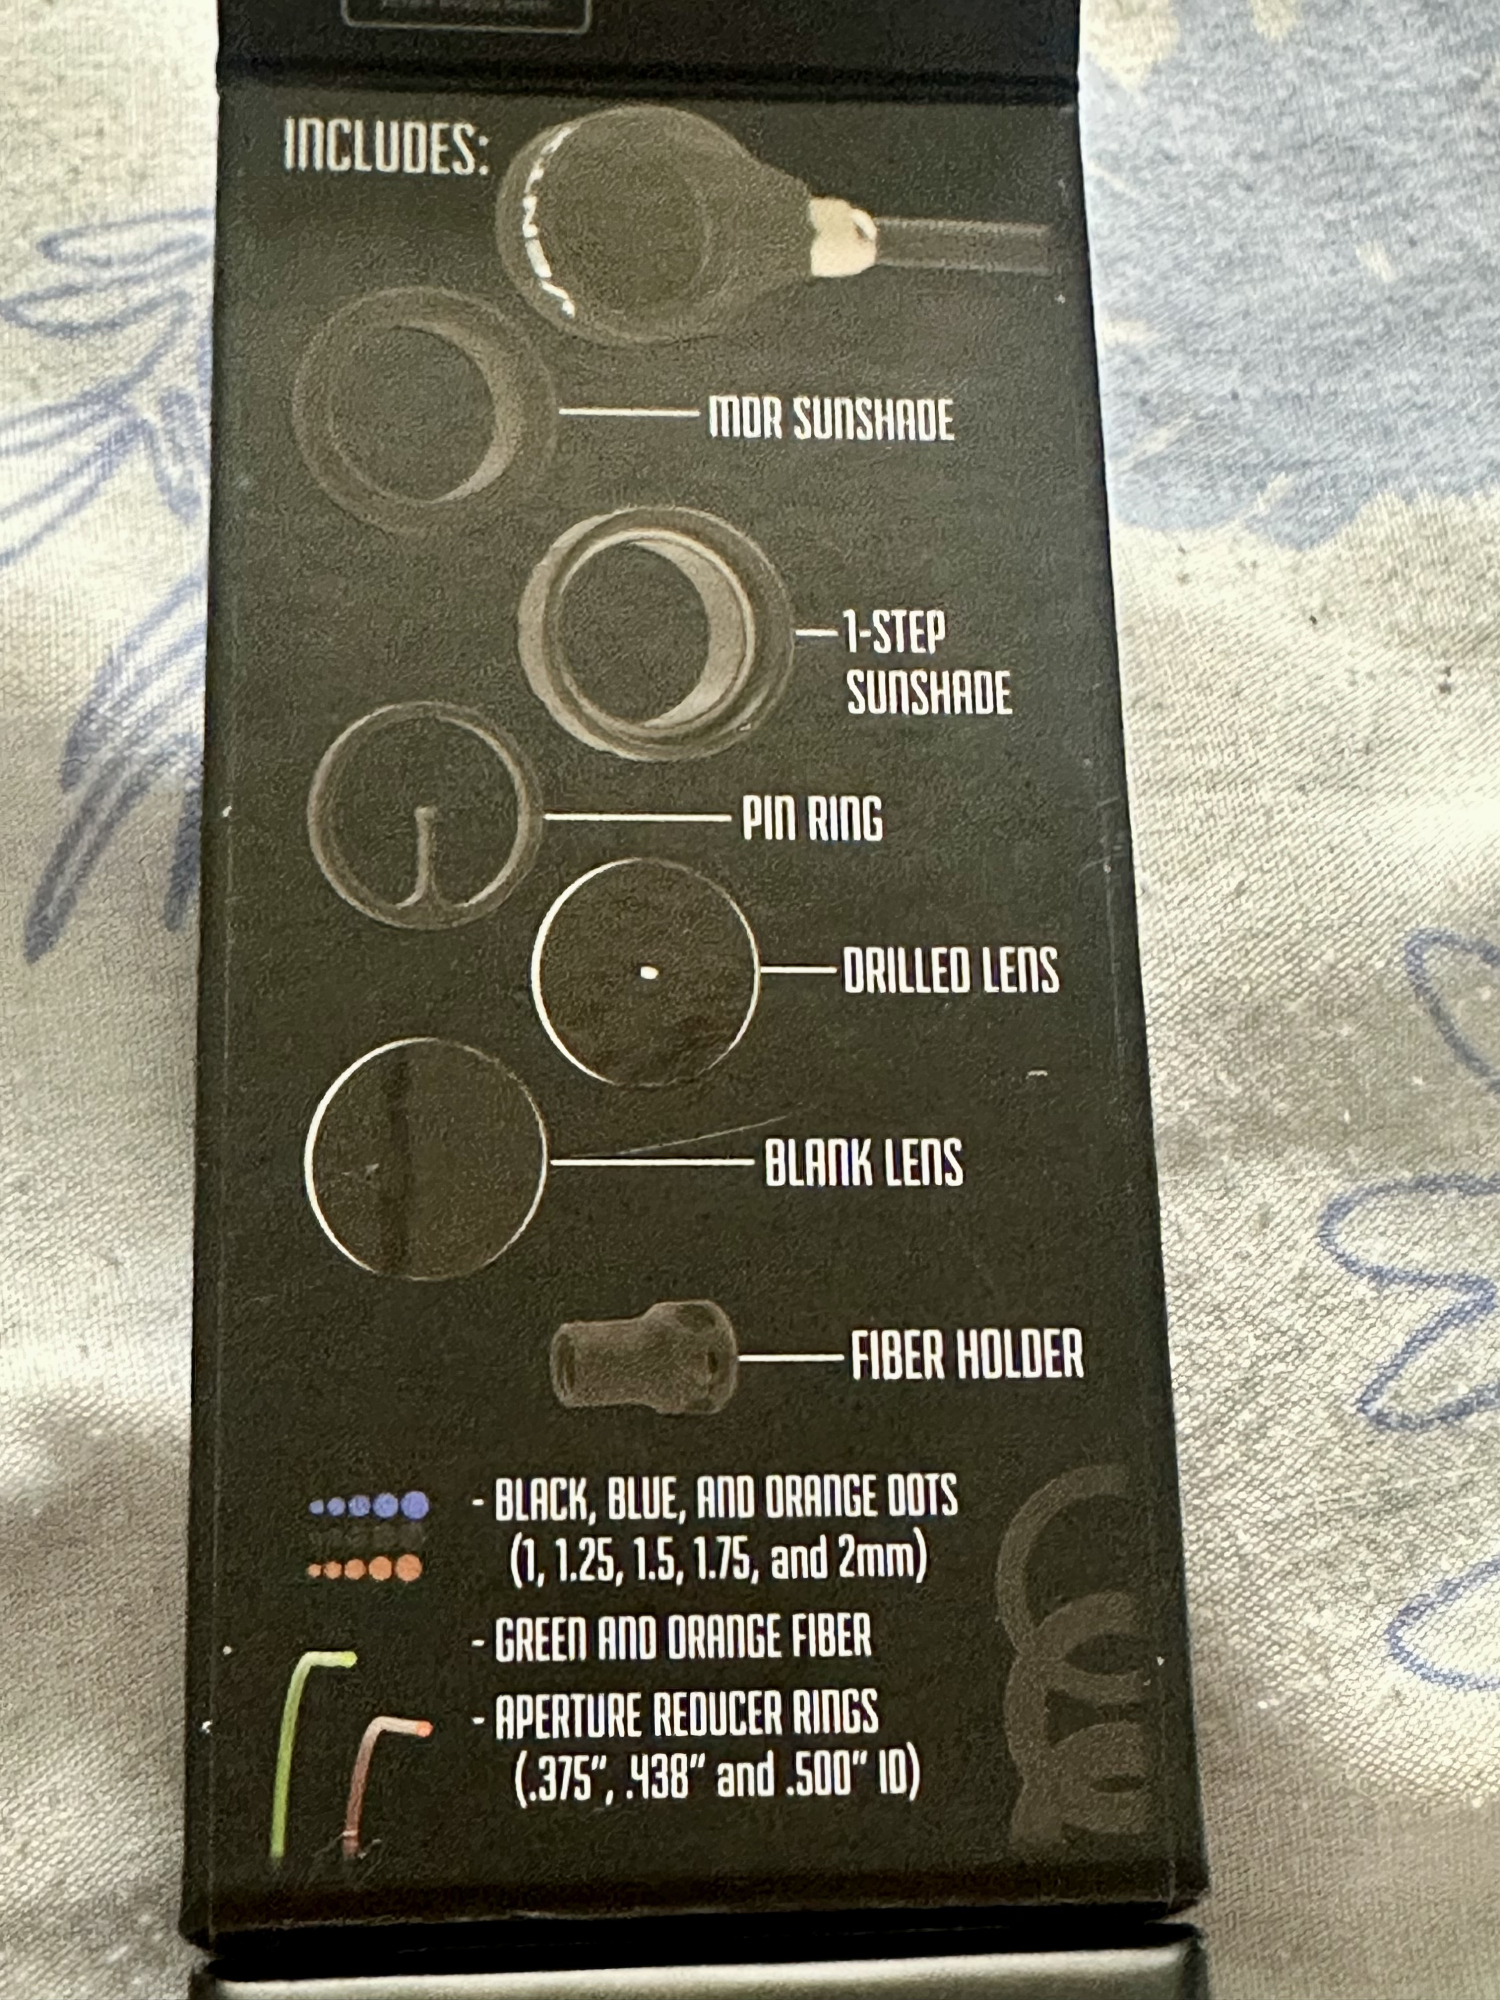 INCLUDES:
MDR SUNSHADE
1-STEP
SUNSHADE
PIN RING
DRILLED LENS
BLANK LENS
FIBER HOLDER
- BLACK, BLUE, AND ORANGE DOTS
(1, 1.25, 1.5, 1.75, and 2mm)
- GREEN AND ORANGE FIBER
- APERTURE REDUCER RINGS
(.375", .438" and .500" ID)